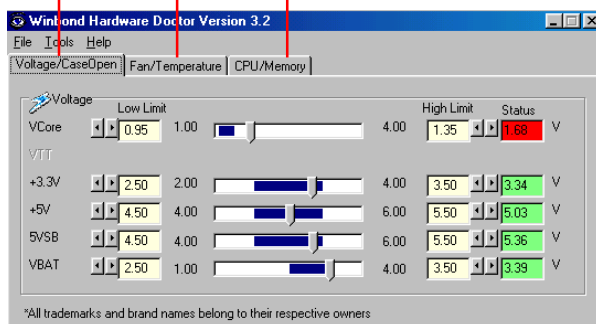 Winbond Hardware Doctor Version 3.2
File Tools Help
Voltage/CaseOpen Fan/Temperature CPU/Memory
Voltage Low Limit High Limit Status
VCore 0.95 1.00 4.00 1.35 1.68 V
VTT
+3.3V 2.50 2.00 4.00 3.50 3.34 V
+5V 4.50 4.00 6.00 5.50 5.03 V
5VSB 4.50 4.00 6.00 5.50 5.36 V
VBAT 2.50 1.00 4.00 3.50 3.39 V
*All trademarks and brand names belong to their respective owners